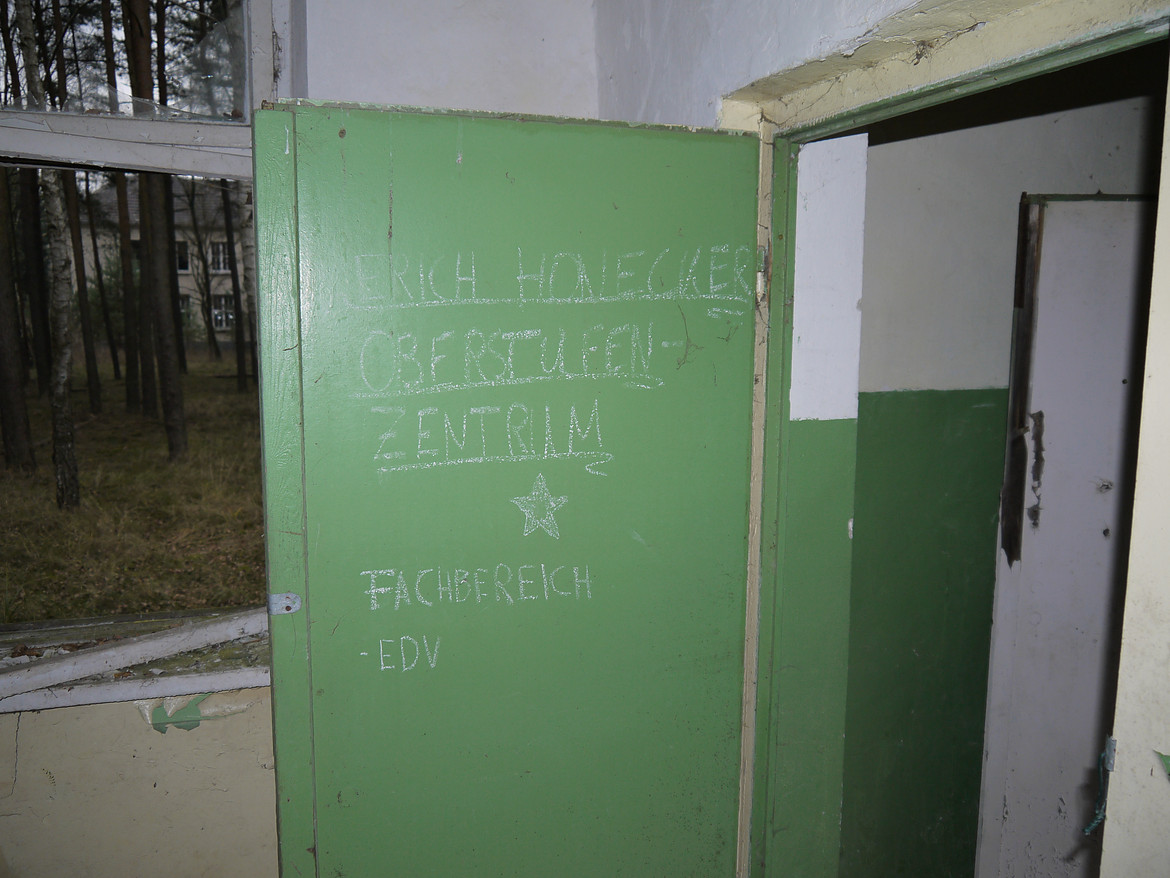 ERICH HONECKER
OBERSTUFEN-
ZENTRUM
FACHBEREICH
-EDV